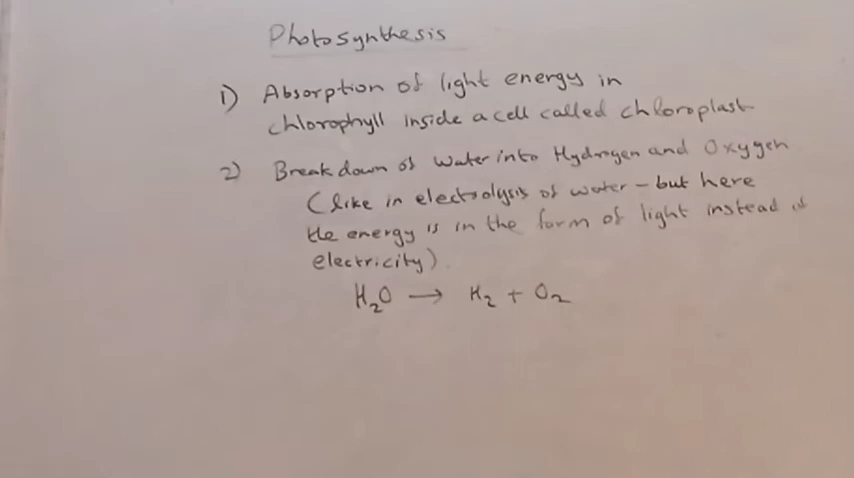 Photosynthesis
1) Absorption of light energy in
chlorophyll inside a cell called chloroplast
2) Breakdown of water into Hydrogen and Oxygen
(like in electrolysis of water - but here
the energy is in the form of light instead of
electricity)
H₂O → H₂ + O₂